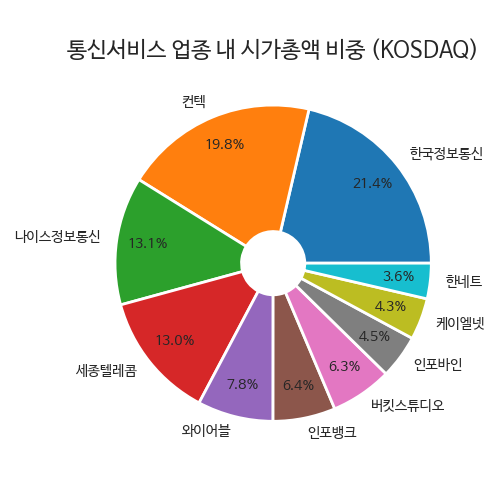 통신서비스 업종 내 시가총액 비중 (KOSDAQ)
컨텍
19.8%
한국정보통신
21.4%
나이스정보통신
13.1%
한네트
3.6%
케이엘넷
4.3%
인포바인
4.5%
세종텔레콤
13.0%
버킷스튜디오
6.3%
와이어블
7.8%
인포뱅크
6.4%